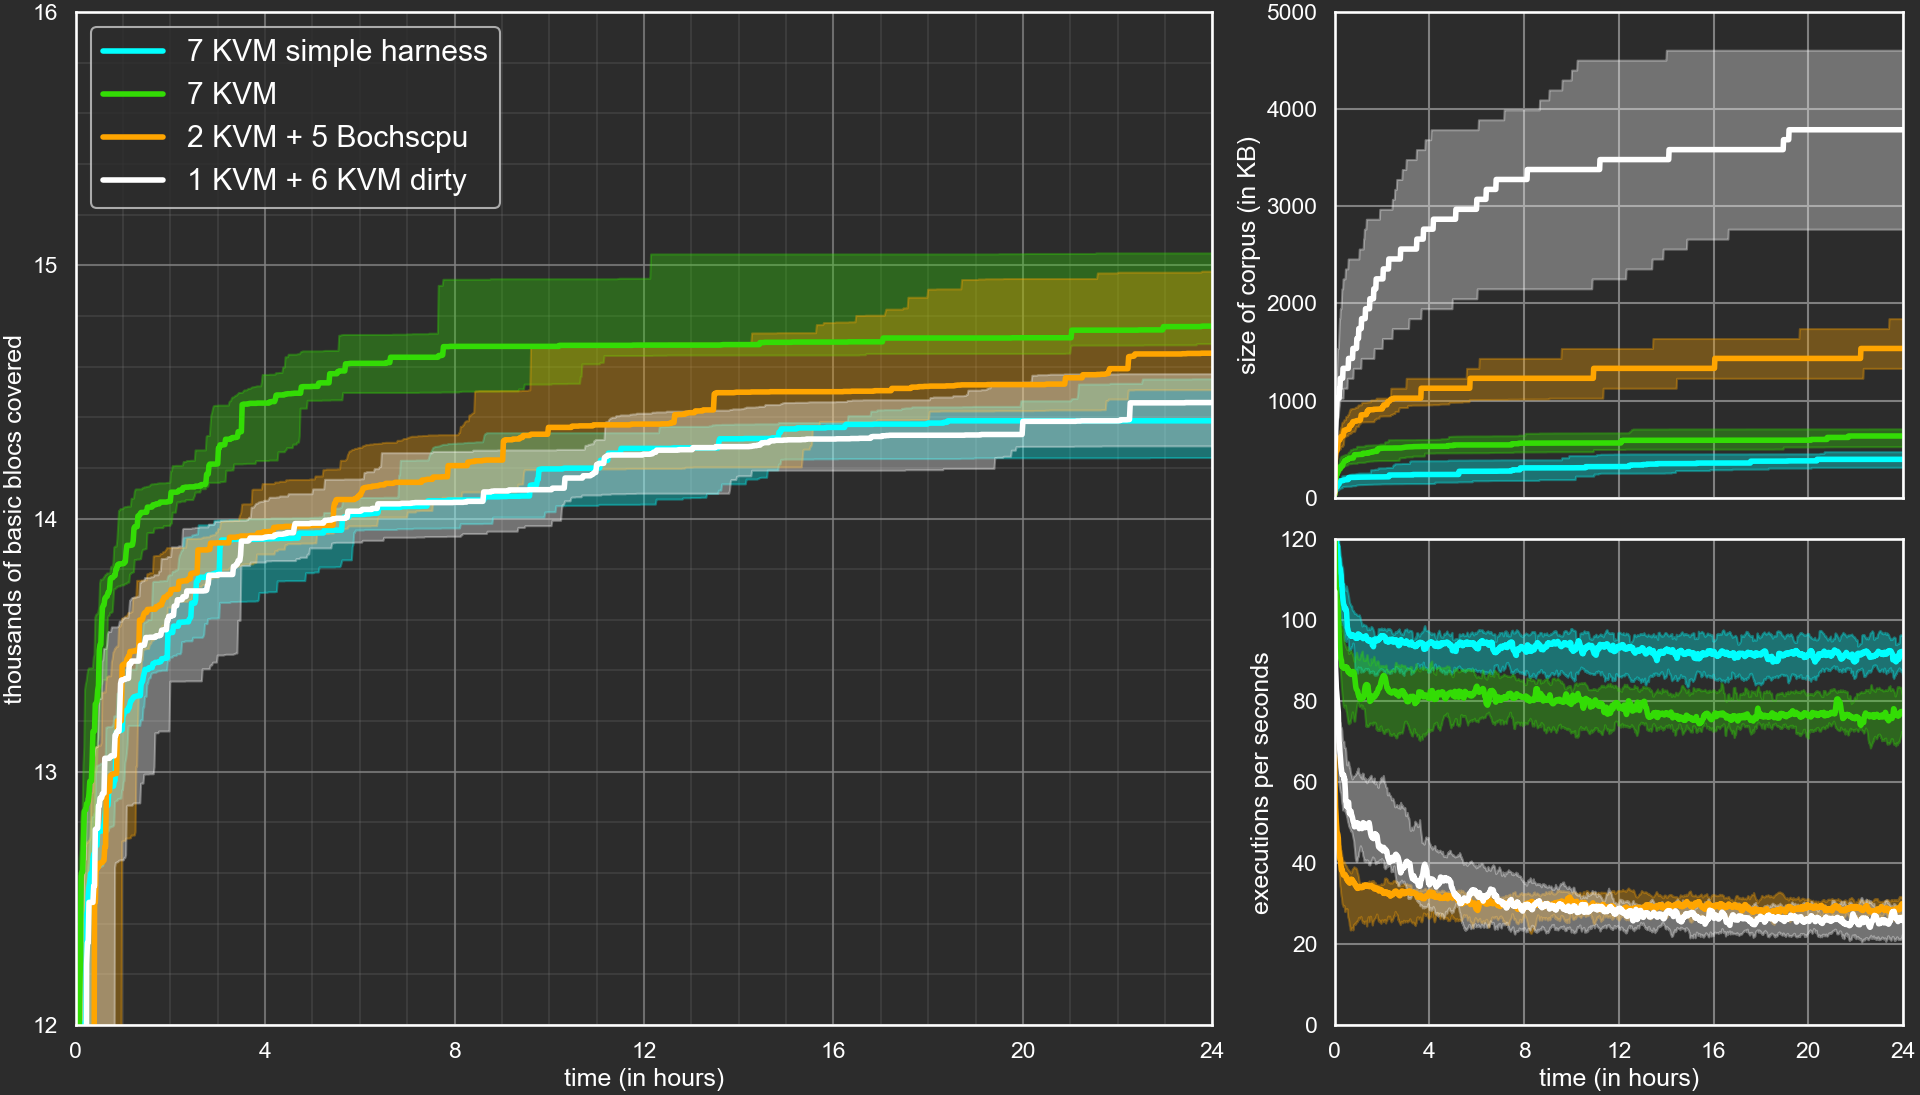 7 KVM simple harness
7 KVM
2 KVM + 5 Bochscpu
1 KVM + 6 KVM dirty
thousands of basic blocs covered
16
15
14
13
12
0 4 8 12 16 20 24
time (in hours)
size of corpus (in KB)
5000
4000
3000
2000
1000
0
executions per seconds
120
100
80
60
40
20
0
0 4 8 12 16 20 24
time (in hours)